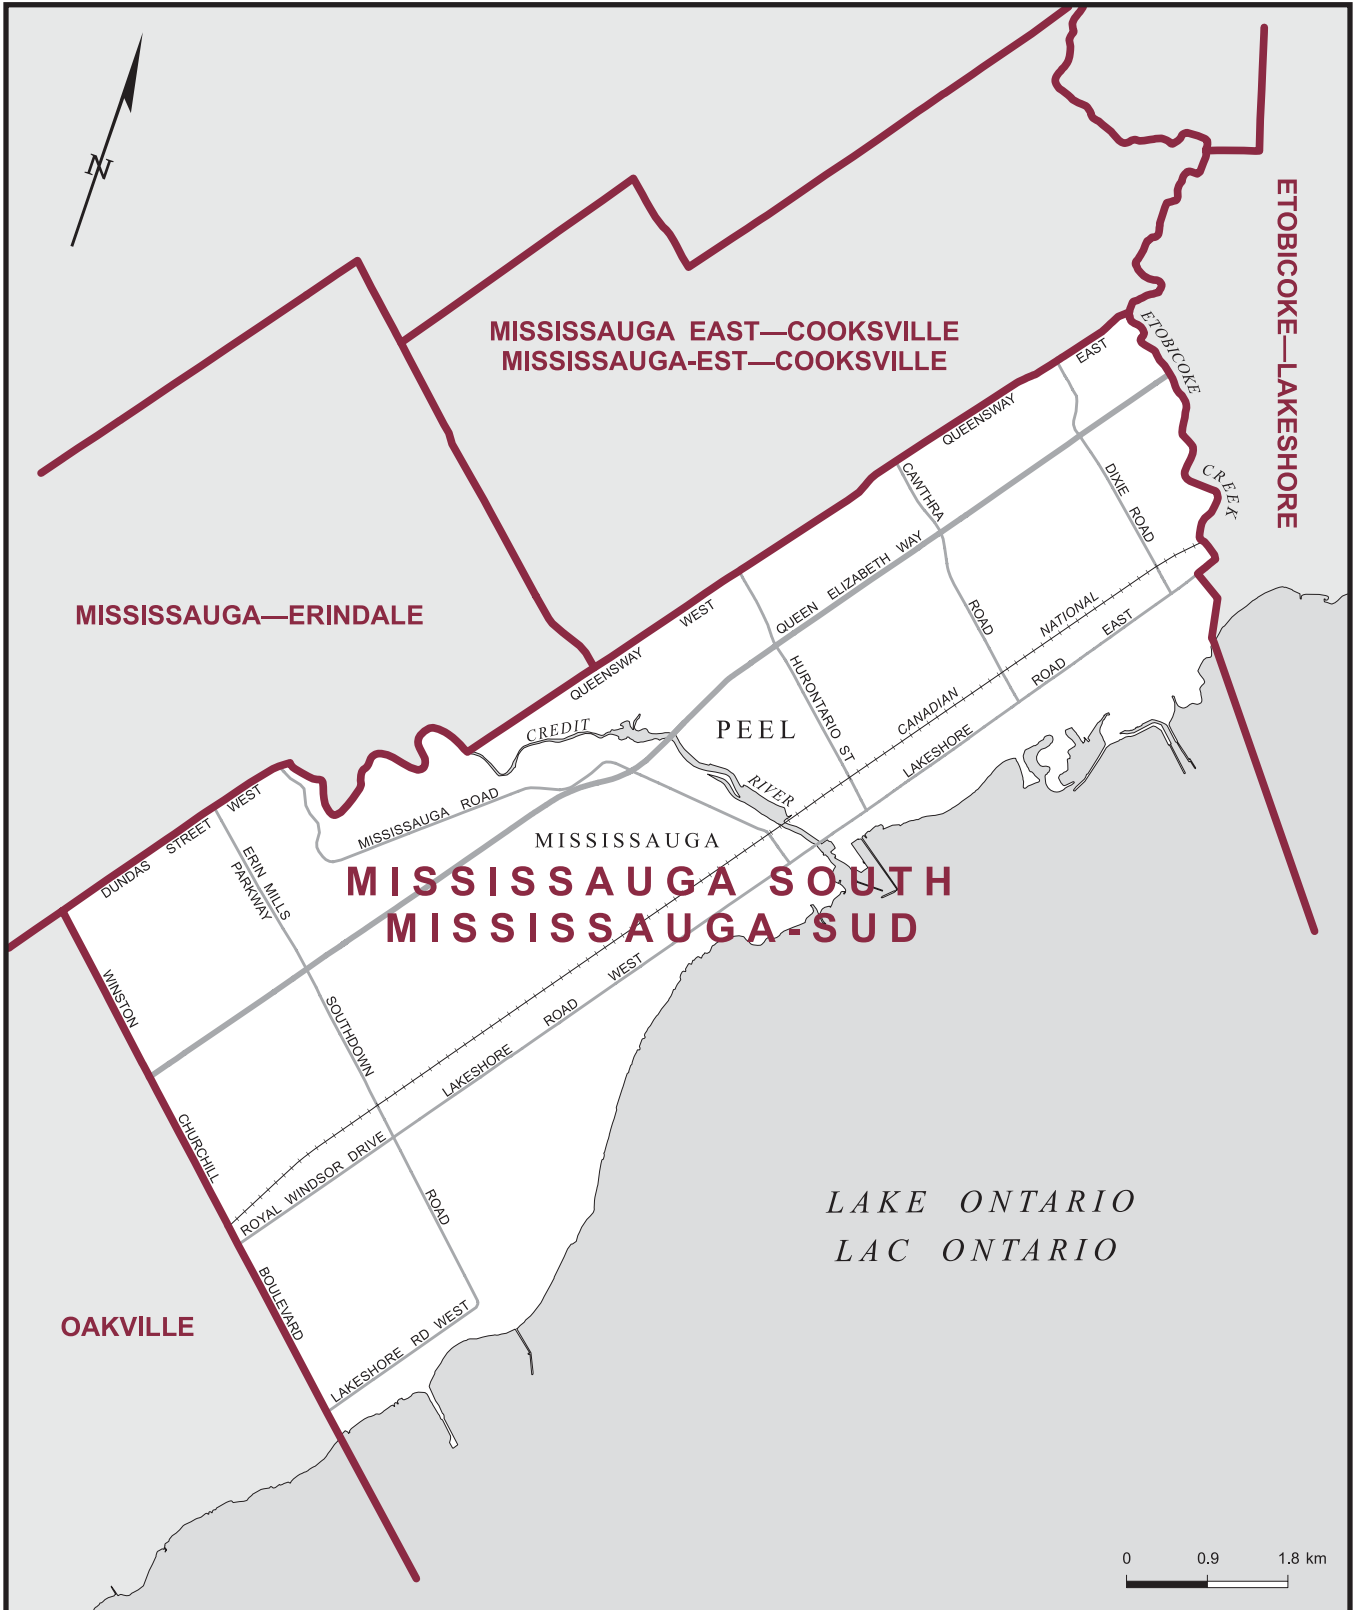 N
ETOBICOKE—LAKESHORE
MISSISSAUGA EAST—COOKSVILLE
MISSISSAUGA-EST—COOKSVILLE
ETOBICOKE
CREEK
EAST
QUEENSWAY
CAWTHRA
ROAD
DIXIE
ROAD
QUEEN ELIZABETH WAY
MISSISSAUGA—ERINDALE
WEST
QUEENSWAY
HURONTARIO ST
CANADIAN
NATIONAL
LAKESHORE
ROAD
EAST
CREDIT
RIVER
PEEL
MISSISSAUGA ROAD
MISSISSAUGA
DUNDAS STREET WEST
ERIN MILLS
PARKWAY
MISSISSAUGA SOUTH
MISSISSAUGA-SUD
WINSTON
CHURCHILL
BOULEVARD
SOUTHDOWN
ROAD
LAKESHORE
ROAD
WEST
ROYAL WINDSOR DRIVE
LAKESHORE RD WEST
OAKVILLE
LAKE ONTARIO
LAC ONTARIO
0 0.9 1.8 km